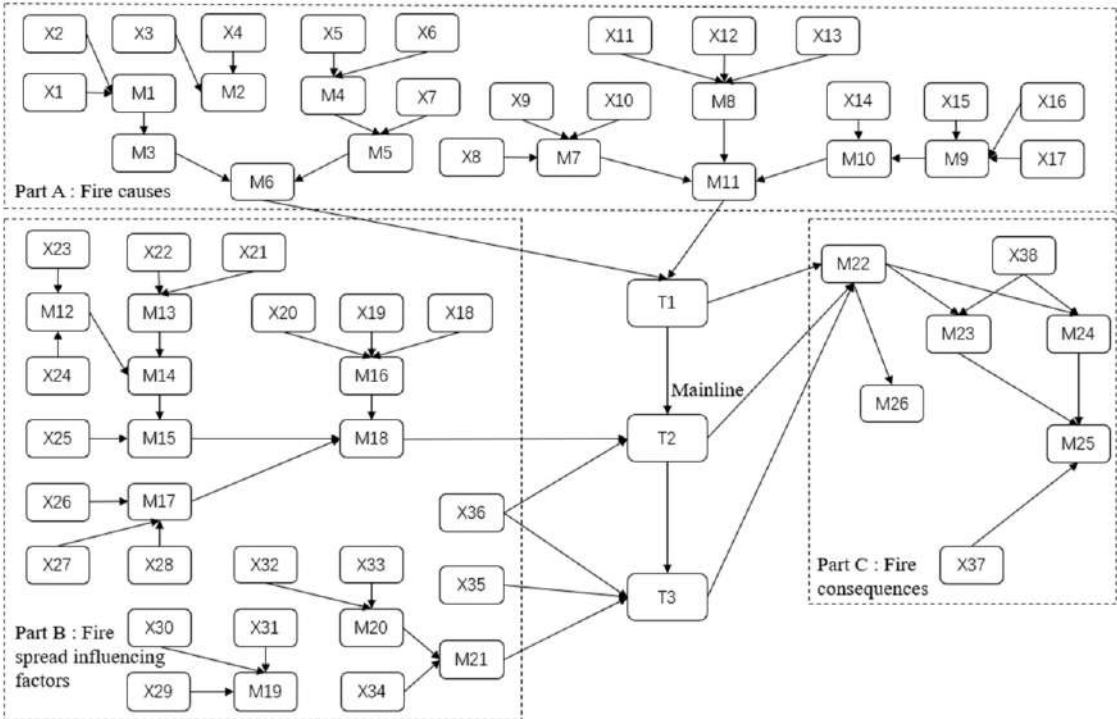 X2
X3
X4
X5
X6
X11
X12
X13
X1
M1
M2
M4
X7
X9
X10
M8
X14
X15
X16
M3
M5
X8
M7
M10
M9
X17
M6
M11
Part A : Fire causes
X23
X22
X21
M22
X38
M12
M13
X20
X19
X18
T1
M23
M24
X24
M14
M16
Mainline
M26
X25
M15
M18
T2
M25
X26
M17
X36
X27
X28
X32
X33
X35
T3
Part C : Fire
consequences
X37
X30
X31
M20
Part B : Fire
spread influencing
factors
M21
X29
M19
X34